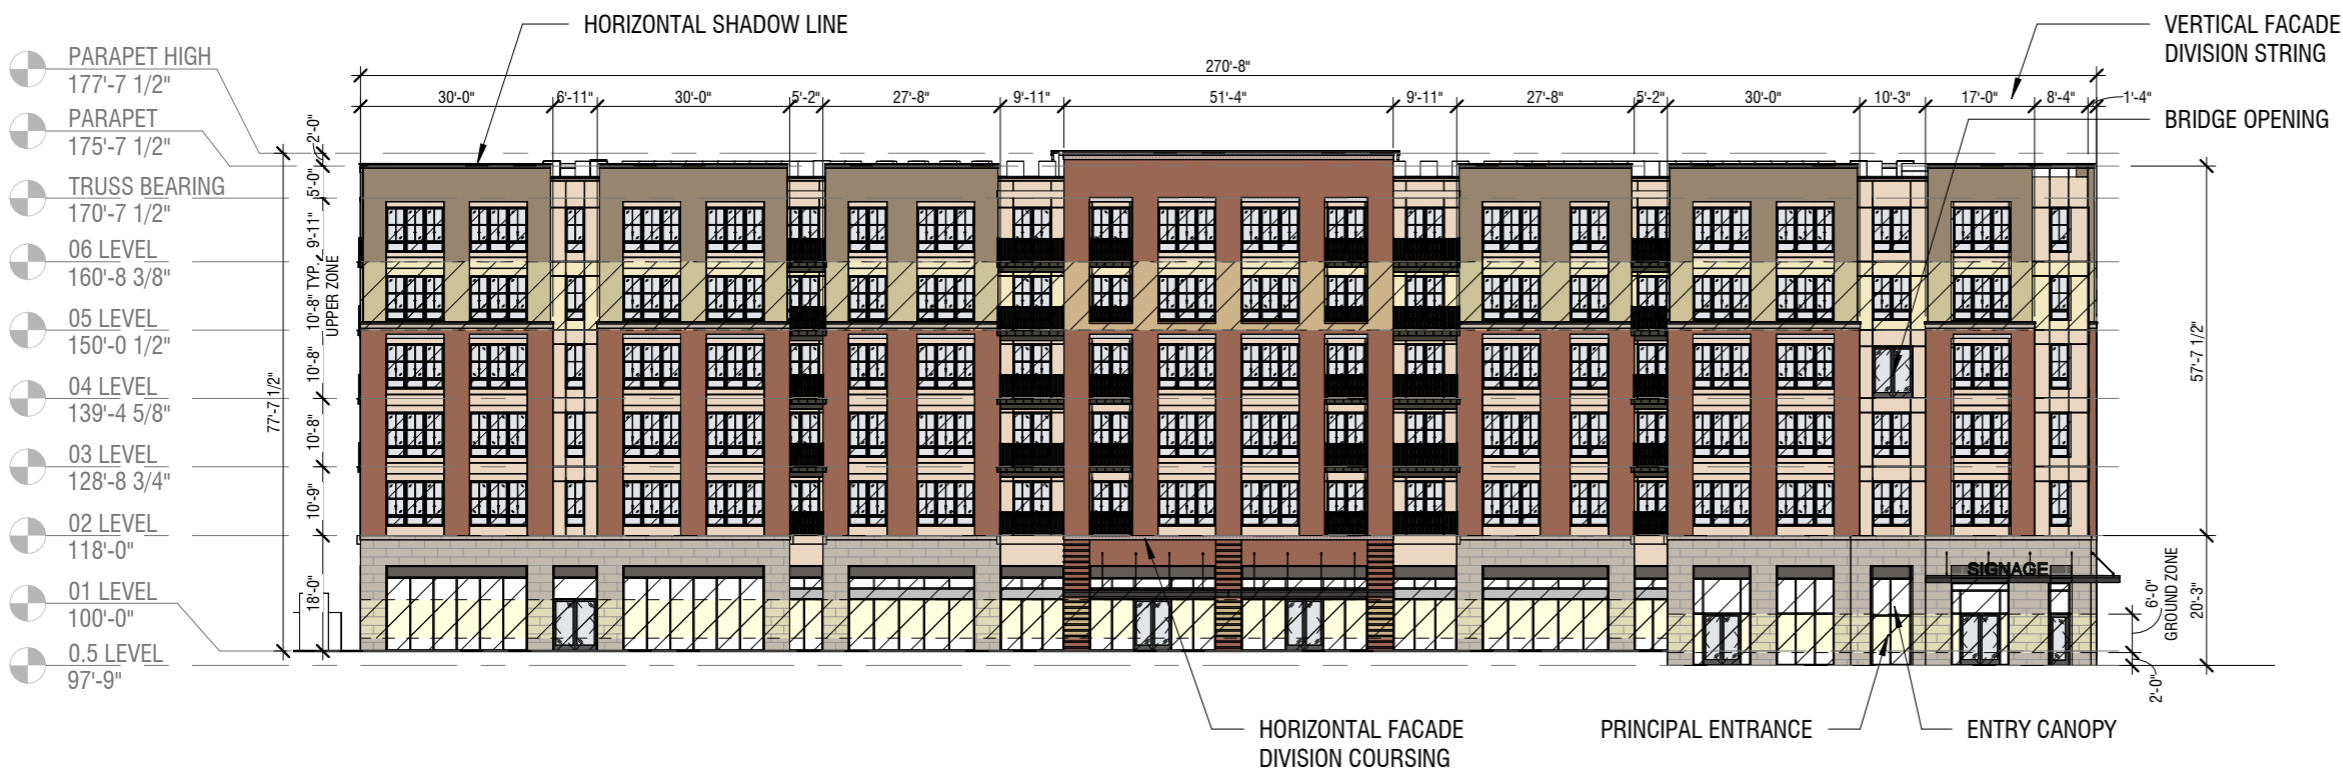 HORIZONTAL SHADOW LINE
VERTICAL FACADE
DIVISION STRING
PARAPET HIGH
177'-7 1/2"
270'-8"
30'-0"
6'-11"
30'-0"
5'-2"
27'-8"
9'-11"
51'-4"
9'-11"
27'-8"
5'-2"
30'-0"
10'-3"
17'-0"
8'-4"
1'-4"
BRIDGE OPENING
PARAPET
175'-7 1/2"
2'-0"
TRUSS BEARING
170'-7 1/2"
5'-0"
06 LEVEL
160'-8 3/8"
9'-11"
10'-8" TYP.
UPPER ZONE
05 LEVEL
150'-0 1/2"
10'-8"
57'-7 1/2"
04 LEVEL
139'-4 5/8"
77'-7 1/2"
10'-8"
03 LEVEL
128'-8 3/4"
10'-9"
02 LEVEL
118'-0"
SIGNAGE
01 LEVEL
100'-0"
18'-0"
6'-0"
GROUND ZONE
20'-3"
0.5 LEVEL
97'-9"
2'-0"
HORIZONTAL FACADE
DIVISION COURSING
PRINCIPAL ENTRANCE
ENTRY CANOPY